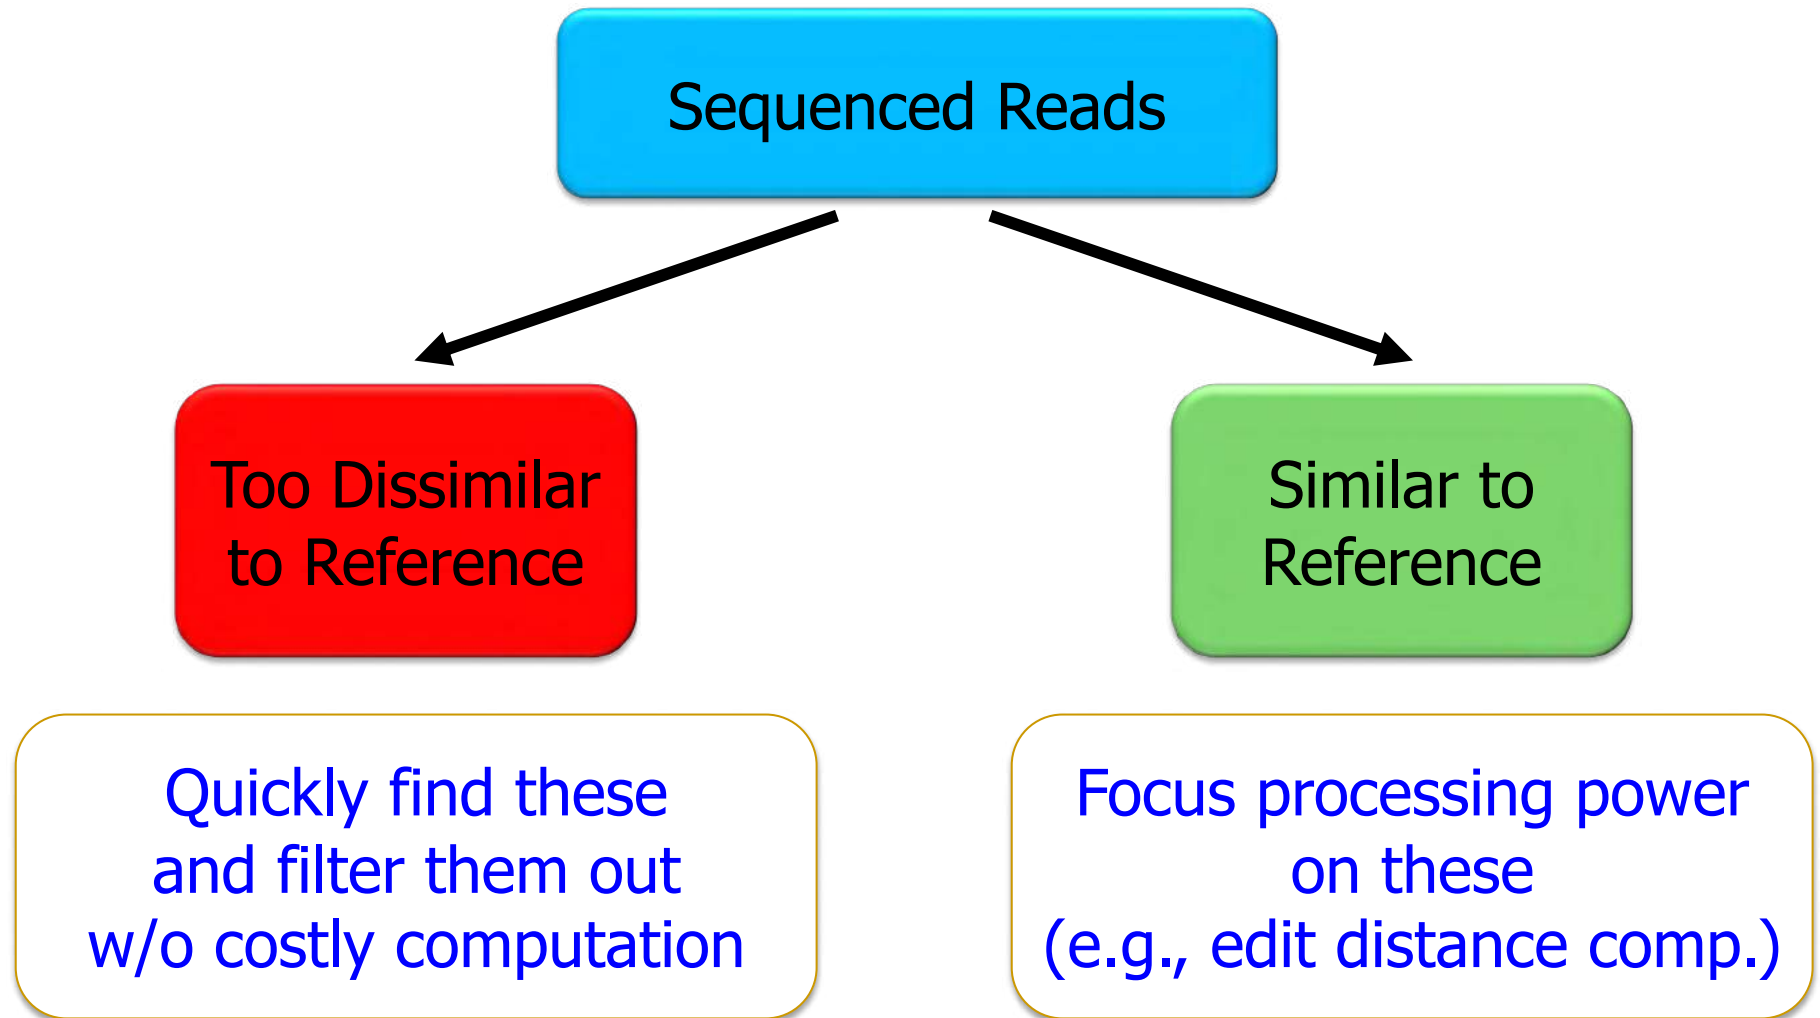 Sequenced Reads
Too Dissimilar
to Reference
Similar to
Reference
Quickly find these
and filter them out
w/o costly computation
Focus processing power
on these
(e.g., edit distance comp.)